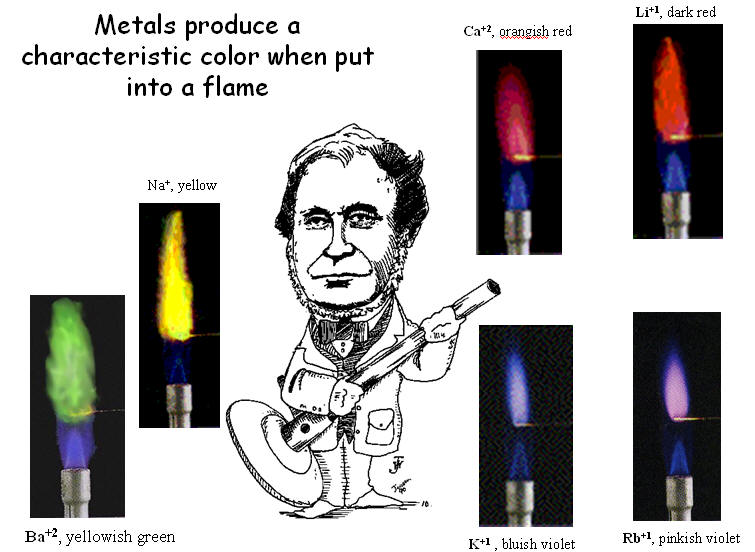 Metals produce a
characteristic color when put
into a flame
Ca+2, orangish red
Li+1, dark red
Na+, yellow
Ba+2, yellowish green
K+1 , bluish violet
Rb+1, pinkish violet